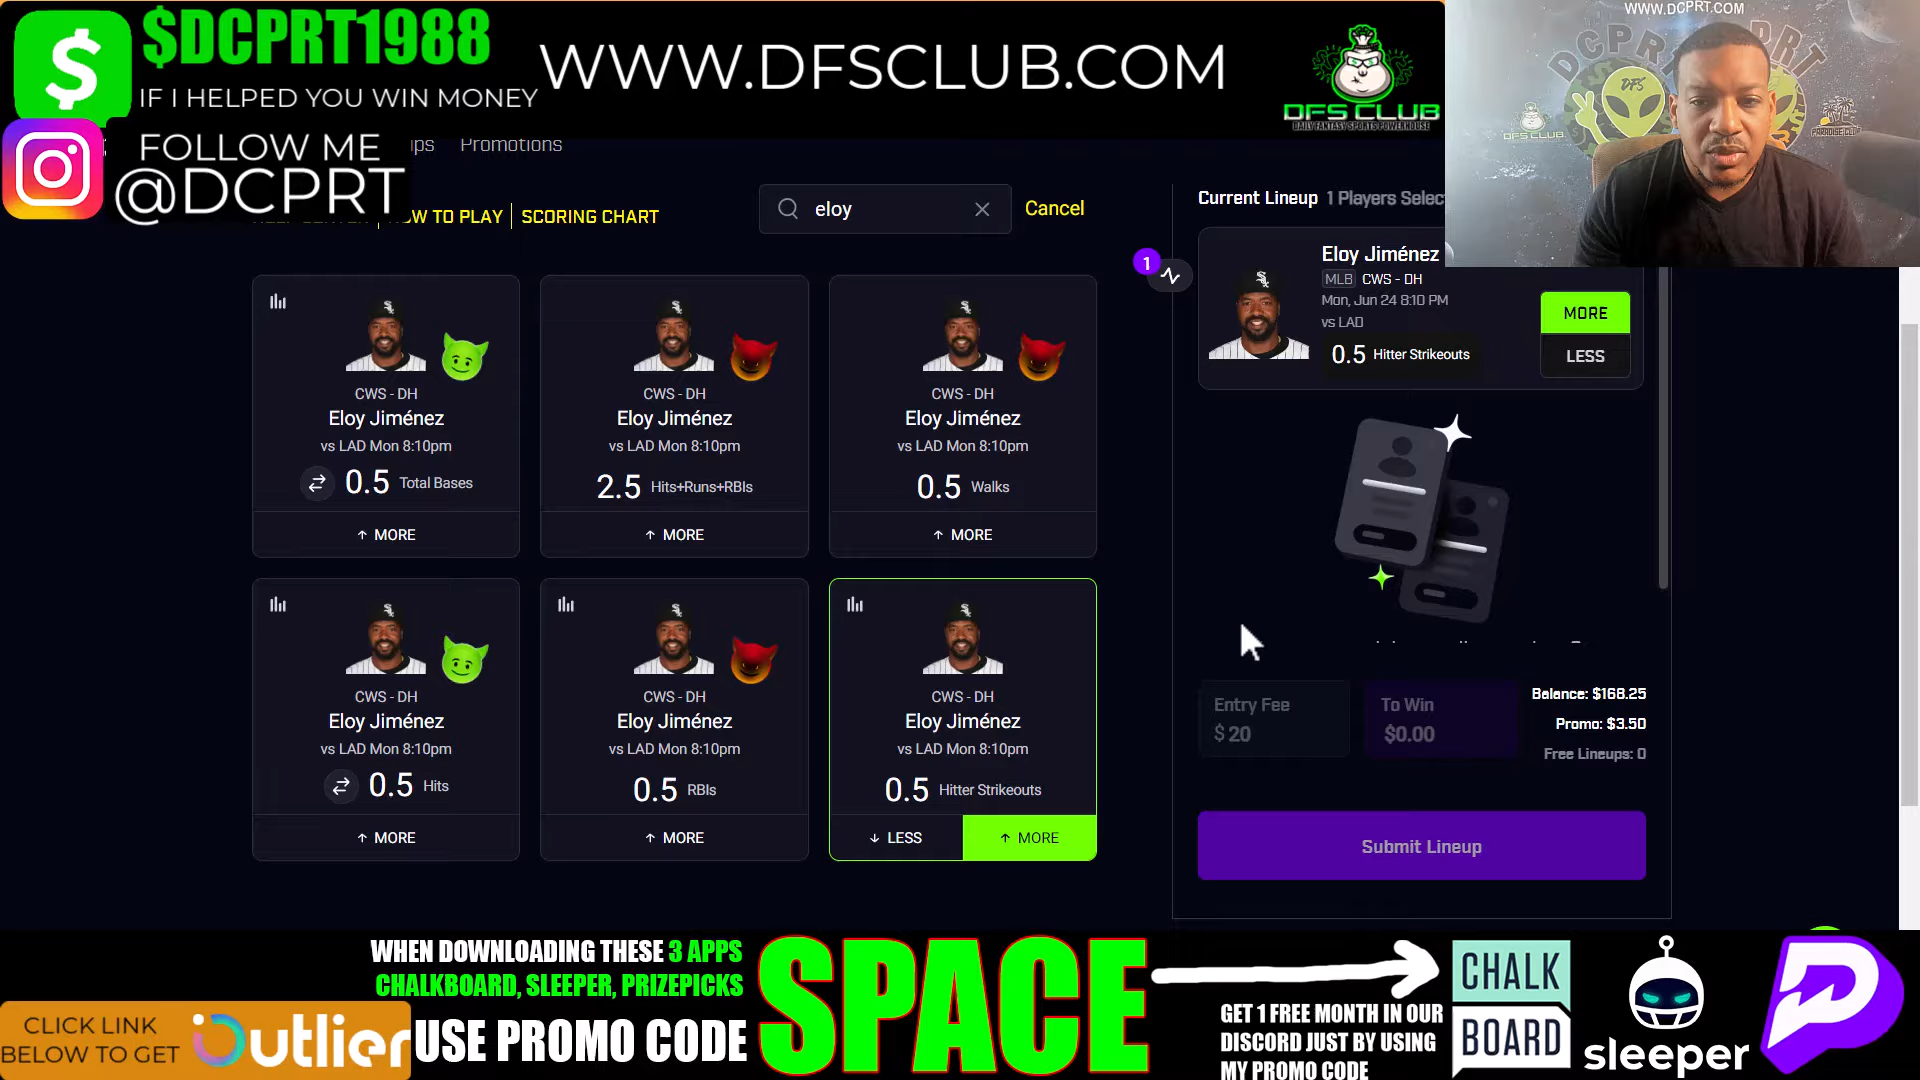 $DCPRT1988
IF I HELPED YOU WIN MONEY
WWW.DFSCLUB.COM
DFS CLUB
DAILY FANTASY SPORTS POWERHOUSE
WWW.DCPRT.COM
FOLLOW ME
@DCPRT
Promotions
OW TO PLAY
SCORING CHART
eloy
Cancel
Current Lineup
1 Players Selec
1
Eloy Jiménez
MLB CWS - DH
Mon, Jun 24 8:10 PM
vs LAD
0.5 Hitter Strikeouts
MORE
LESS
CWS - DH
Eloy Jiménez
vs LAD Mon 8:10pm
0.5 Total Bases
↑ MORE
CWS - DH
Eloy Jiménez
vs LAD Mon 8:10pm
2.5 Hits+Runs+RBIs
↑ MORE
CWS - DH
Eloy Jiménez
vs LAD Mon 8:10pm
0.5 Walks
↑ MORE
CWS - DH
Eloy Jiménez
vs LAD Mon 8:10pm
0.5 Hits
↑ MORE
CWS - DH
Eloy Jiménez
vs LAD Mon 8:10pm
0.5 RBIs
↑ MORE
CWS - DH
Eloy Jiménez
vs LAD Mon 8:10pm
0.5 Hitter Strikeouts
↓ LESS
↑ MORE
Entry Fee
$ 20
To Win
$0.00
Balance: $168.25
Promo: $3.50
Free Lineups: 0
Submit Lineup
WHEN DOWNLOADING THESE 3 APPS
CHALKBOARD, SLEEPER, PRIZEPICKS
USE PROMO CODE
SPACE
CLICK LINK
BELOW TO GET
Outlier
GET 1 FREE MONTH IN OUR
DISCORD JUST BY USING
MY PROMO CODE
CHALK
BOARD
sleeper